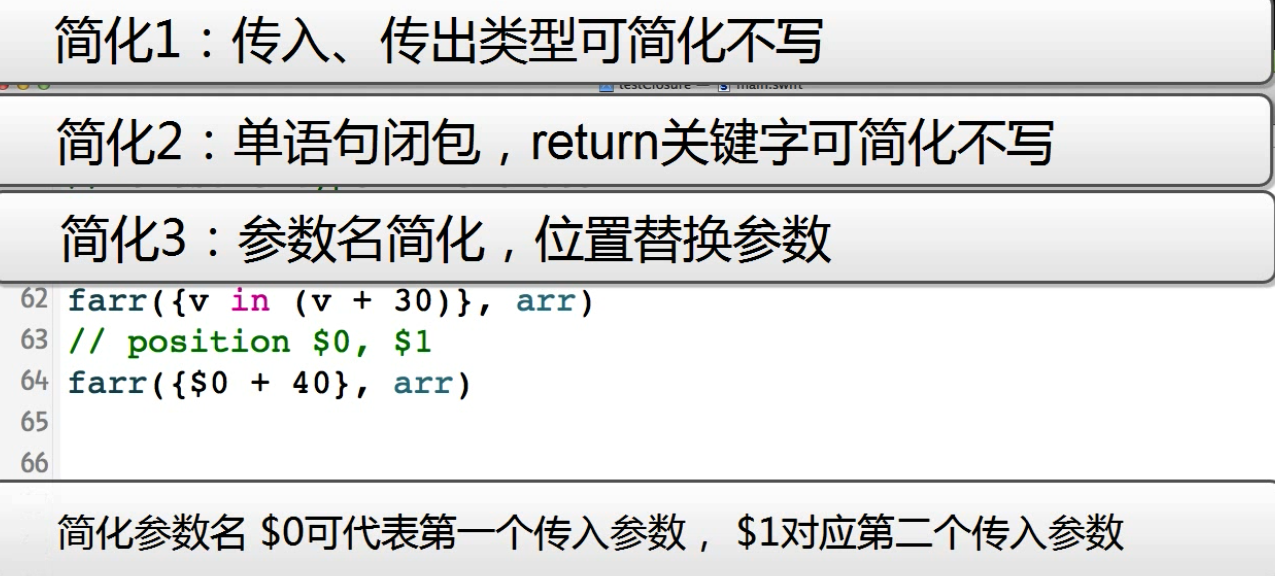 简化1：传入、传出类型可简化不写
testClosure — main.swift
简化2：单语句闭包，return关键字可简化不写
简化3：参数名简化，位置替换参数
62 farr({v in (v + 30)}, arr)
63 // position $0, $1
64 farr({$0 + 40}, arr)
65
66
简化参数名 $0可代表第一个传入参数， $1对应第二个传入参数